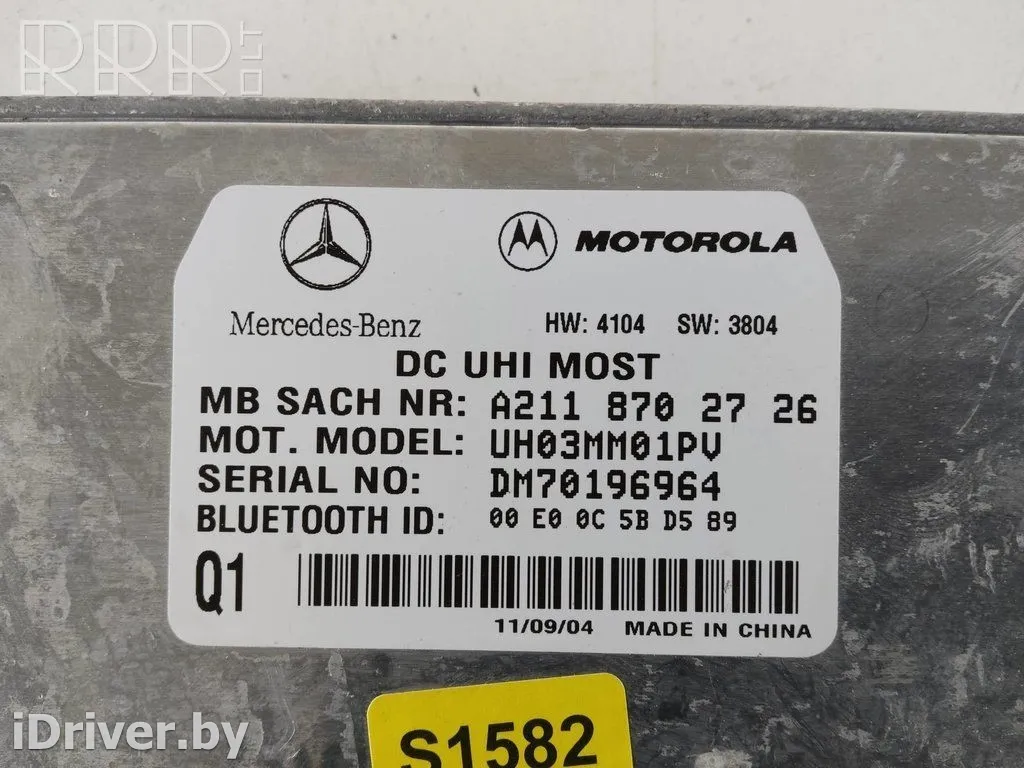 RRR.LT
MOTOROLA
Mercedes-Benz
HW: 4104 SW: 3804
DC UHI MOST
MB SACH NR: A211 870 27 26
MOT. MODEL: UH03MM01PV
SERIAL NO: DM70196964
BLUETOOTH ID: 00 E0 0C 5B D5 89
Q1
11/09/04 MADE IN CHINA
S1582
iDriver.by